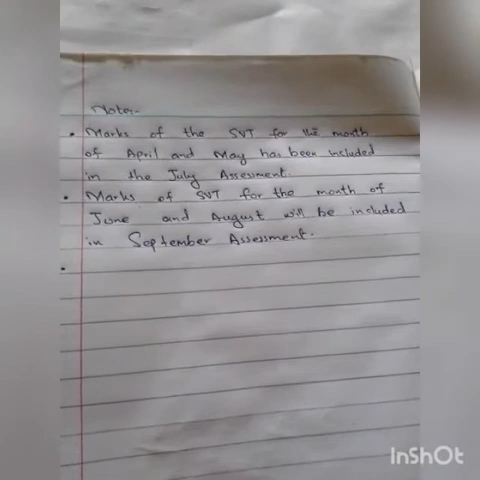 Note:-
• Marks of the SVT for the month
of April and May has been included
in the July Assesment.
• Marks of SVT for the month of
June and August will be included
in September Assessment.
•
InShOt